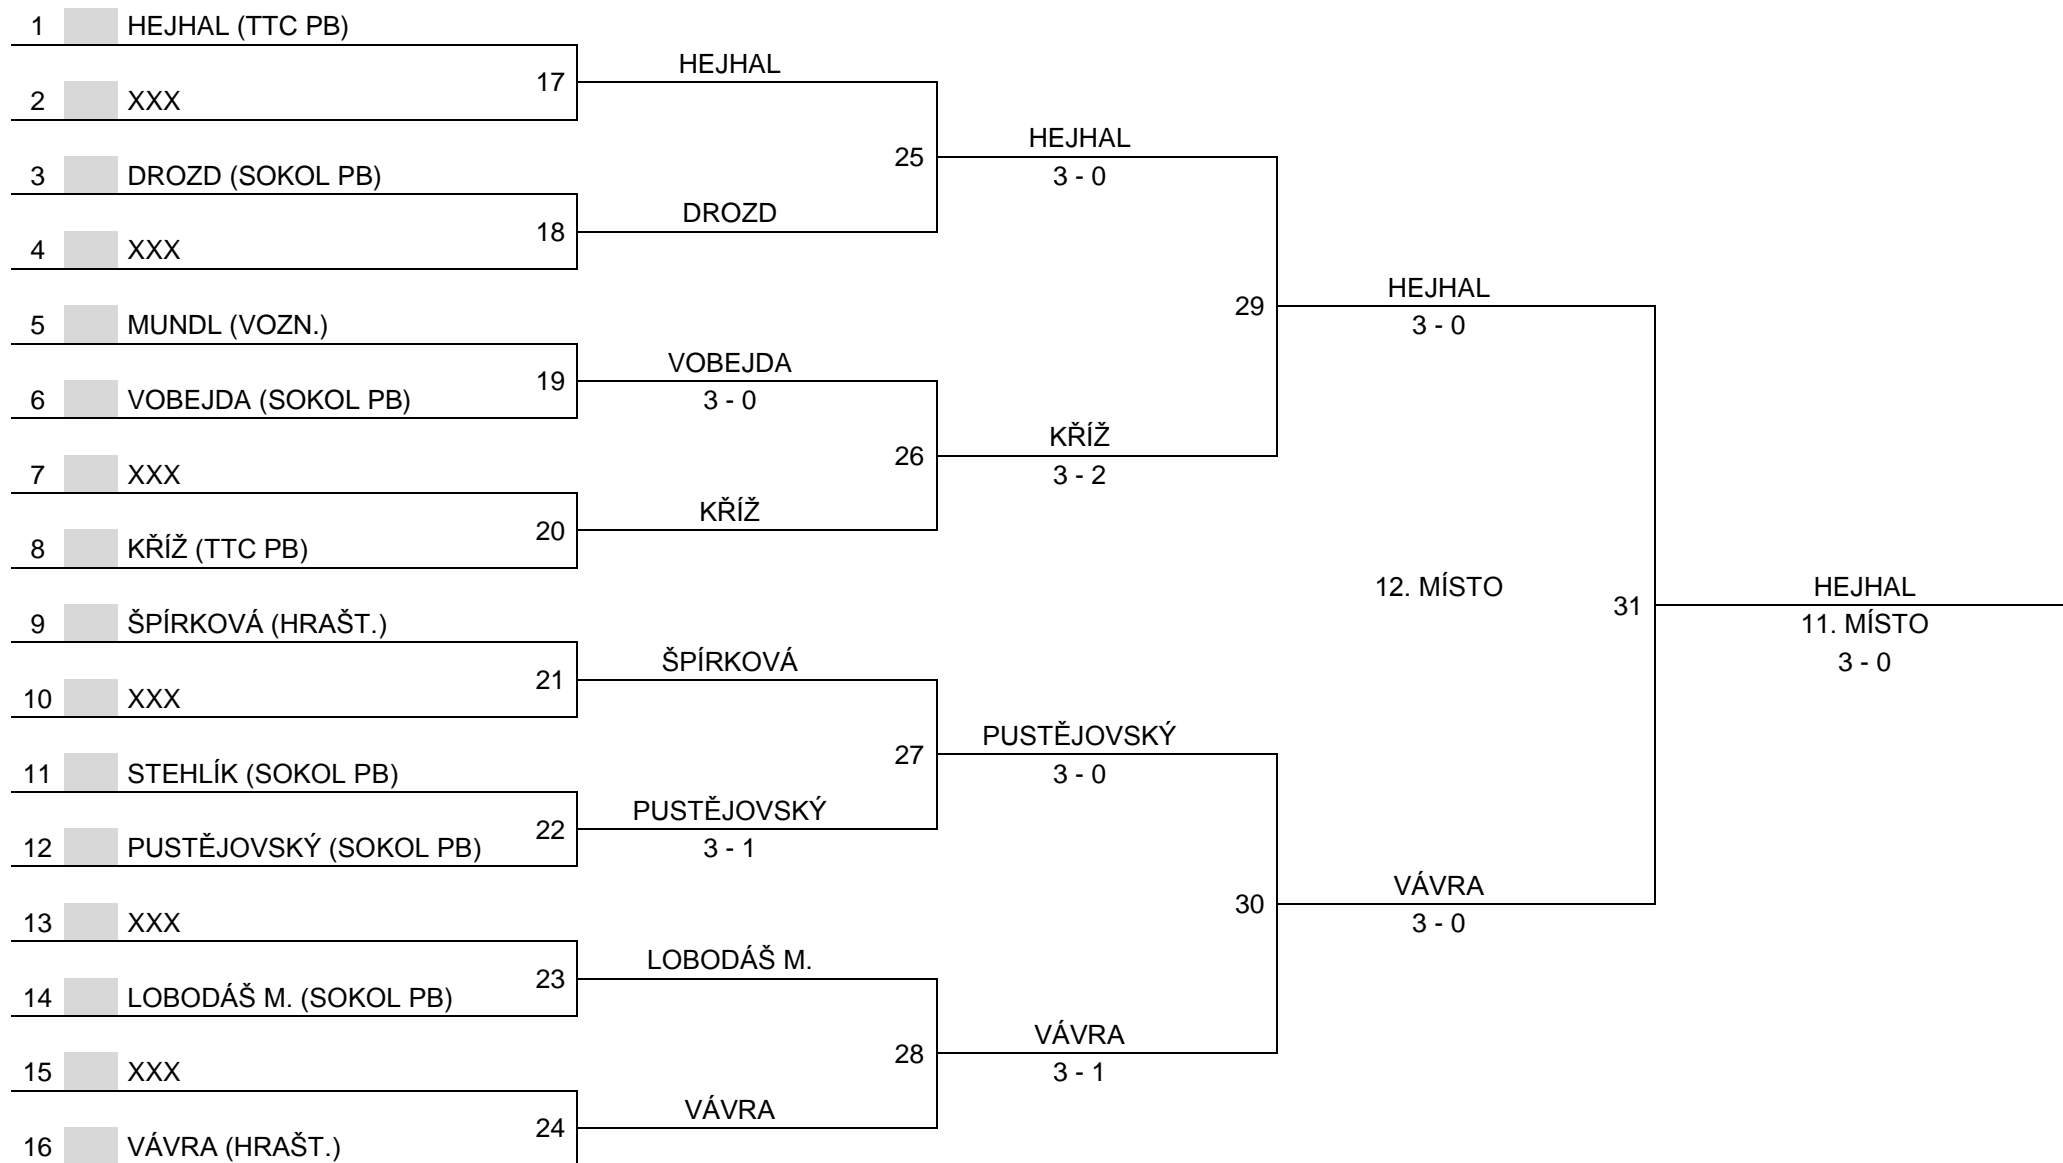 1 HEJHAL (TTC PB)
HEJHAL
17
2 XXX
HEJHAL
25
3 DROZD (SOKOL PB)
3 - 0
DROZD
18
4 XXX
HEJHAL
29
5 MUNDL (VOZN.)
3 - 0
VOBEJDA
19
6 VOBEJDA (SOKOL PB)
3 - 0
KŘÍŽ
26
7 XXX
3 - 2
KŘÍŽ
20
8 KŘÍŽ (TTC PB)
12. MÍSTO
HEJHAL
31
9 ŠPÍRKOVÁ (HRAŠT.)
11. MÍSTO
ŠPÍRKOVÁ
3 - 0
21
10 XXX
PUSTĚJOVSKÝ
27
11 STEHLÍK (SOKOL PB)
3 - 0
PUSTĚJOVSKÝ
22
12 PUSTĚJOVSKÝ (SOKOL PB)
3 - 1
VÁVRA
30
13 XXX
3 - 0
LOBODÁŠ M.
23
14 LOBODÁŠ M. (SOKOL PB)
VÁVRA
28
15 XXX
3 - 1
VÁVRA
24
16 VÁVRA (HRAŠT.)